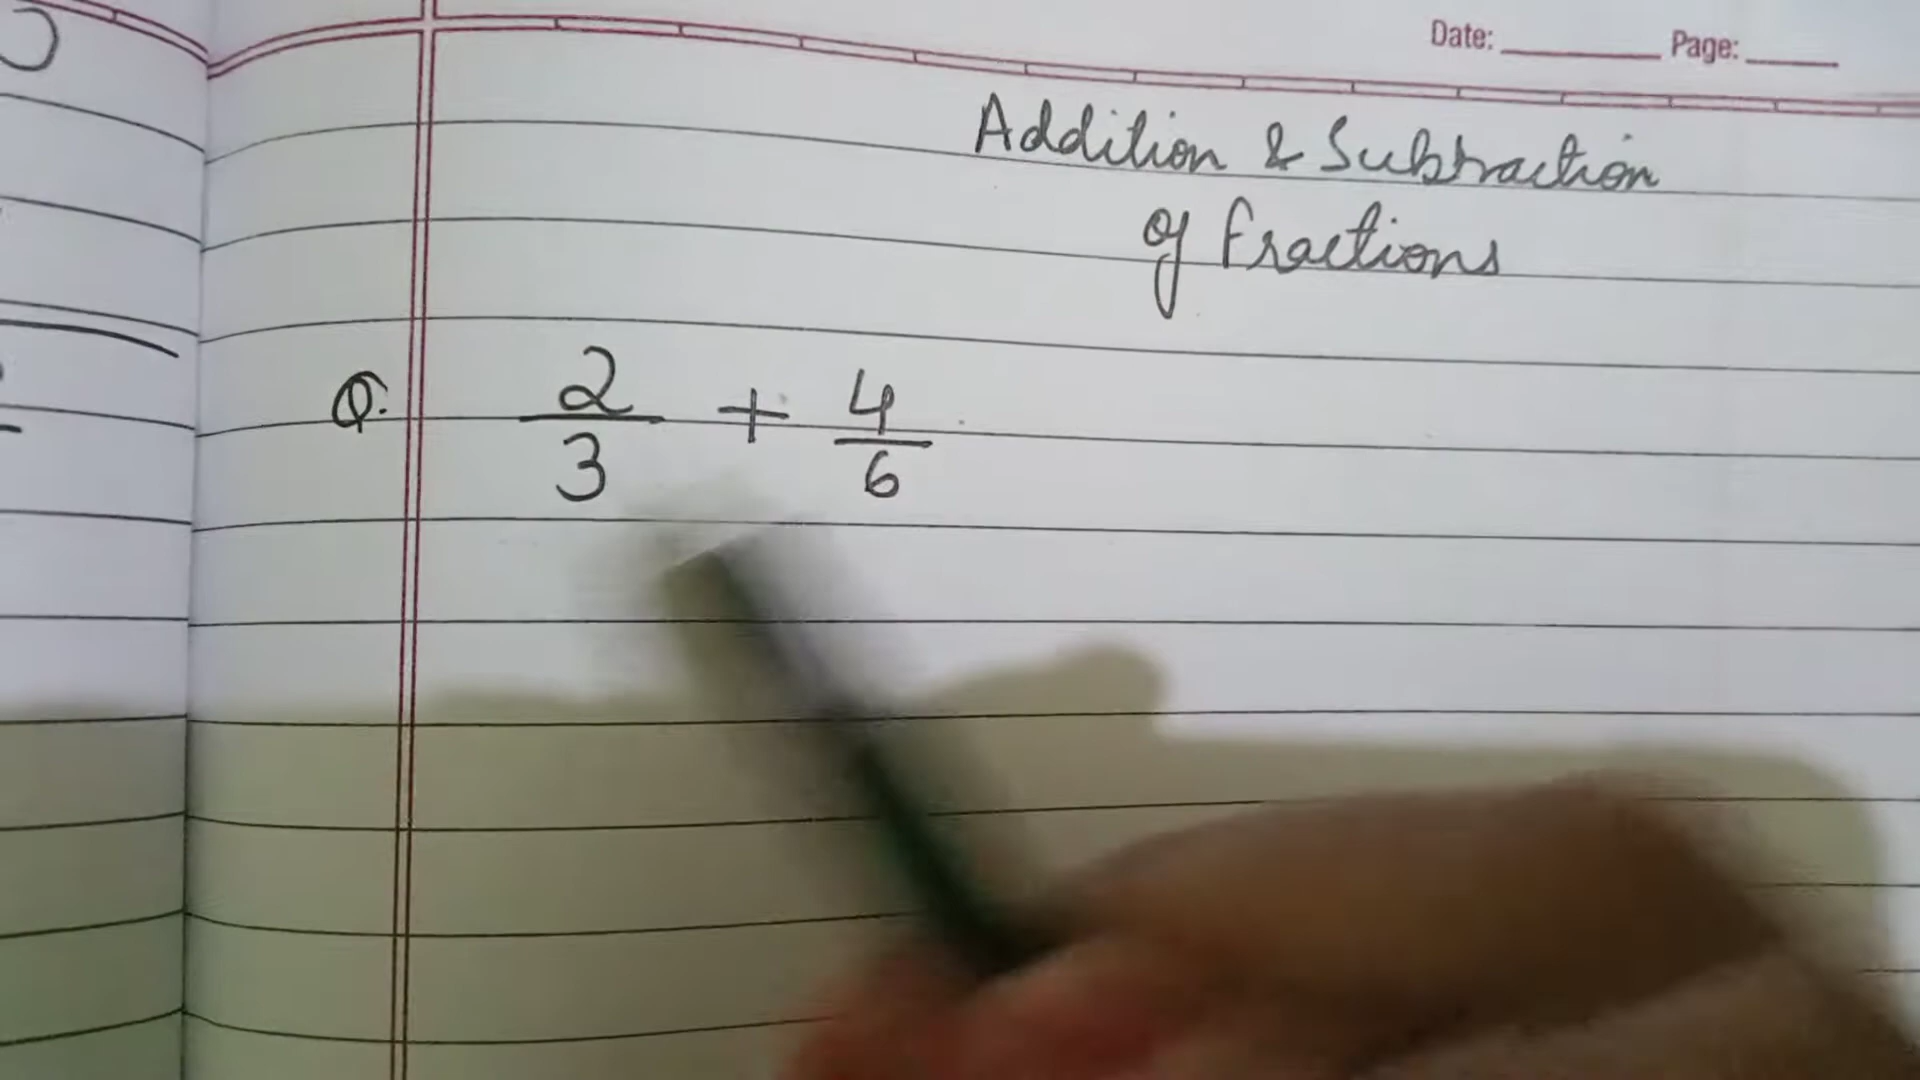 Date: Page:
Addition & Subtraction
of Fractions
Q. 2/3 + 4/6